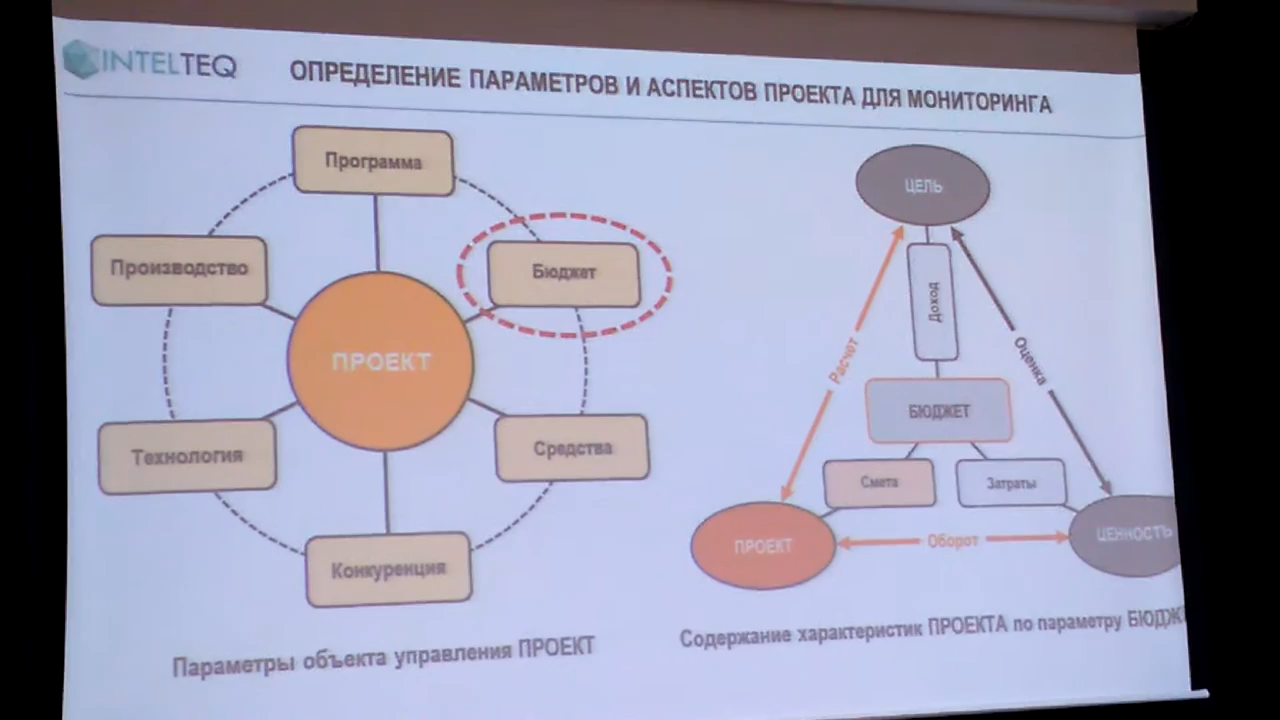 INTELTEQ
ОПРЕДЕЛЕНИЕ ПАРАМЕТРОВ И АСПЕКТОВ ПРОЕКТА ДЛЯ МОНИТОРИНГА
Программа
Производство
Бюджет
ПРОЕКТ
Технология
Средства
Конкуренция
Параметры объекта управления ПРОЕКТ
ЦЕЛЬ
Доход
Расчет
Оценка
БЮДЖЕТ
Смета
Затраты
ПРОЕКТ
Оборот
ЦЕННОСТЬ
Содержание характеристик ПРОЕКТА по параметру БЮДЖ